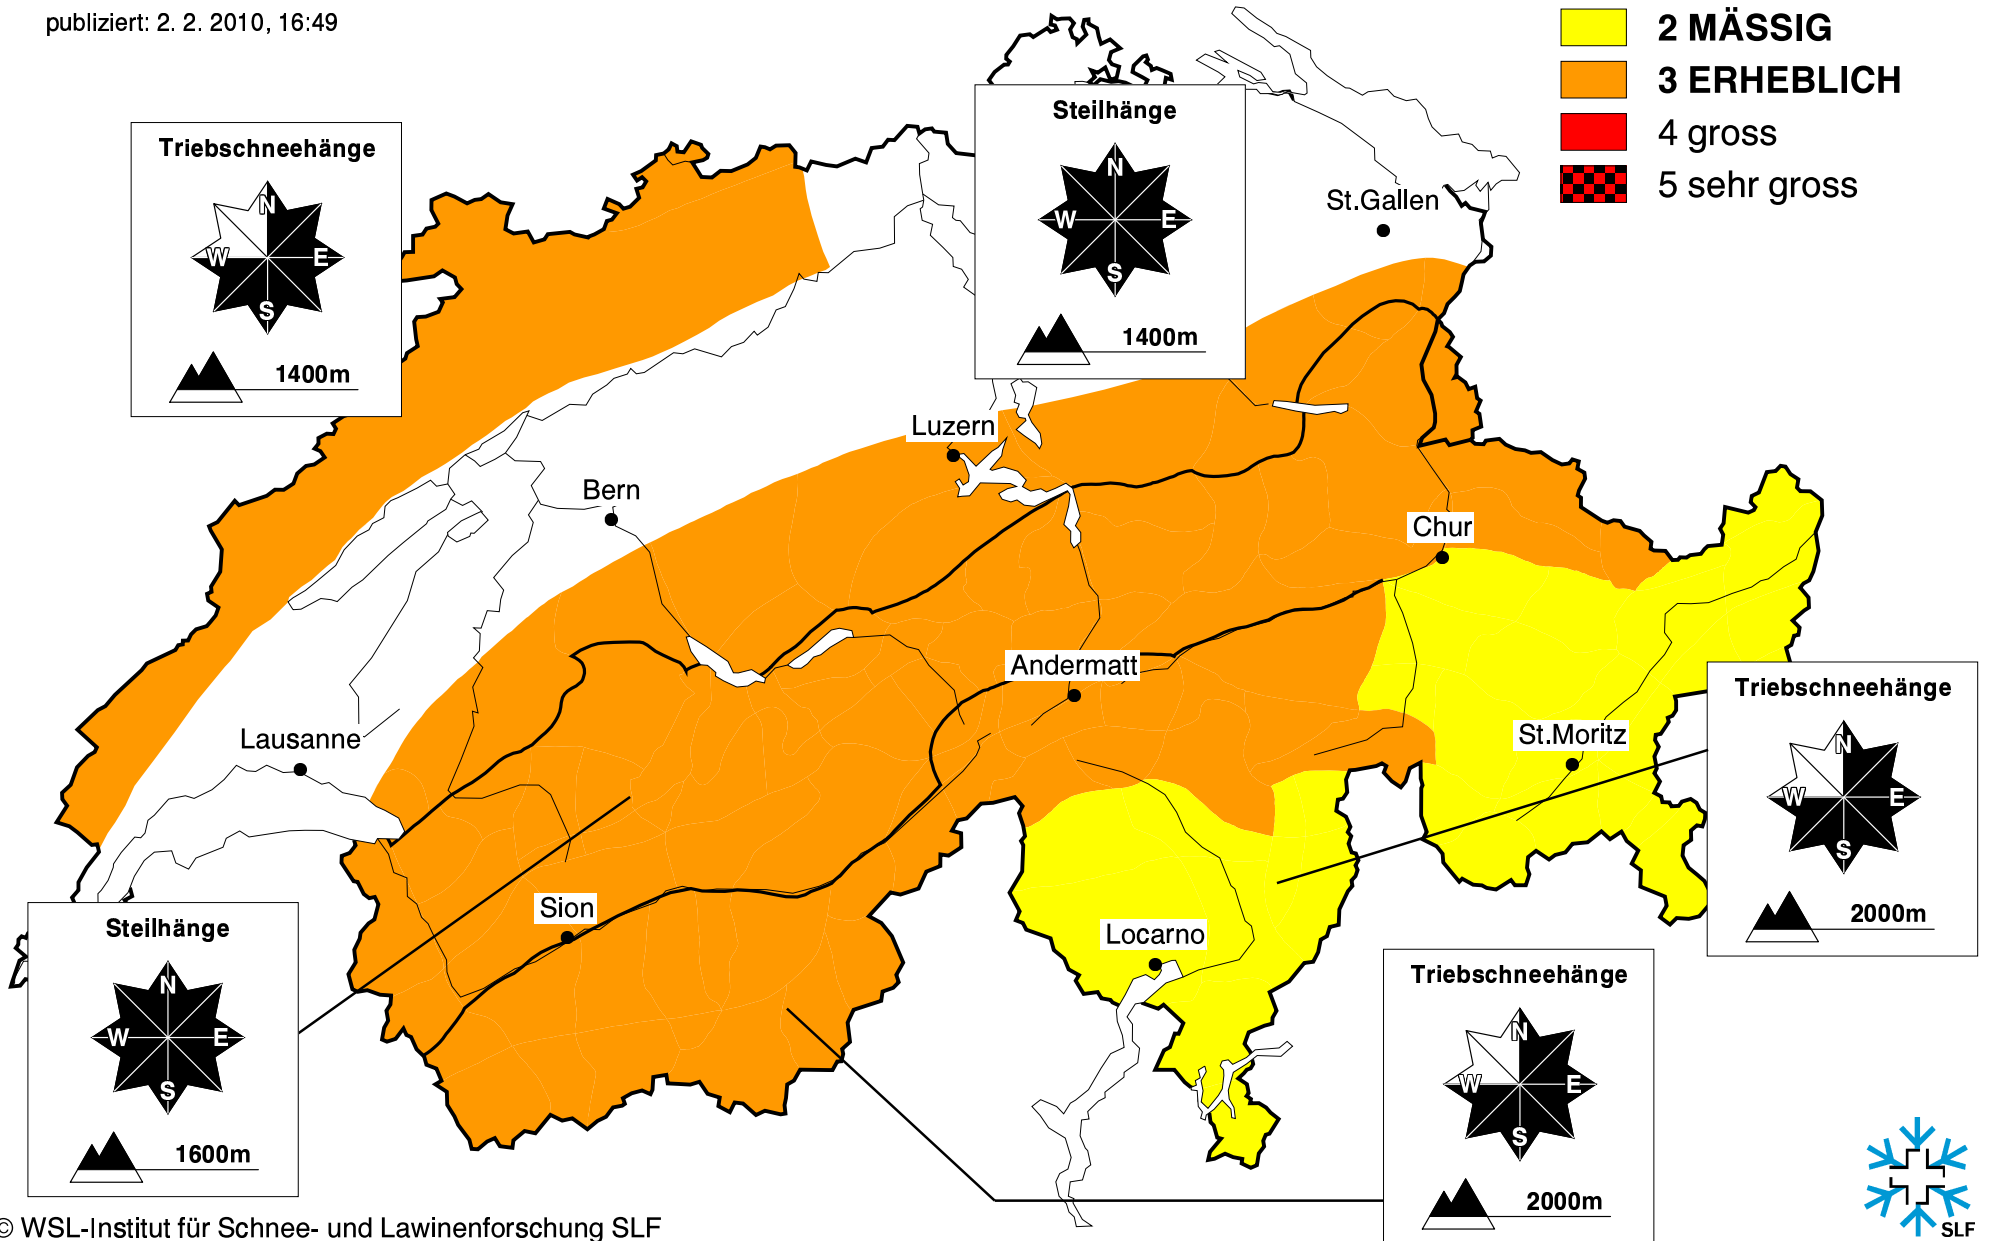 publiziert: 2. 2. 2010, 16:49
2 MÄSSIG
3 ERHEBLICH
4 gross
5 sehr gross
Triebschneehänge
N
W E
S
1400m
Steilhänge
N
W E
S
1400m
St.Gallen
Luzern
Bern
Chur
Andermatt
Lausanne
St.Moritz
Sion
Locarno
Triebschneehänge
N
W E
S
2000m
Steilhänge
N
W E
S
1600m
Triebschneehänge
N
W E
S
2000m
SLF
© WSL-Institut für Schnee- und Lawinenforschung SLF